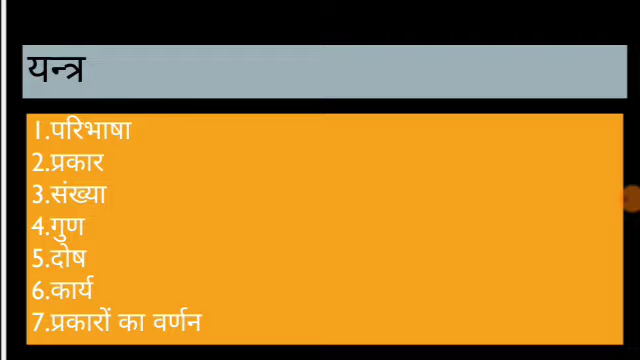 यन्त्र
1.परिभाषा
2.प्रकार
3.संख्या
4.गुण
5.दोष
6.कार्य
7.प्रकारों का वर्णन